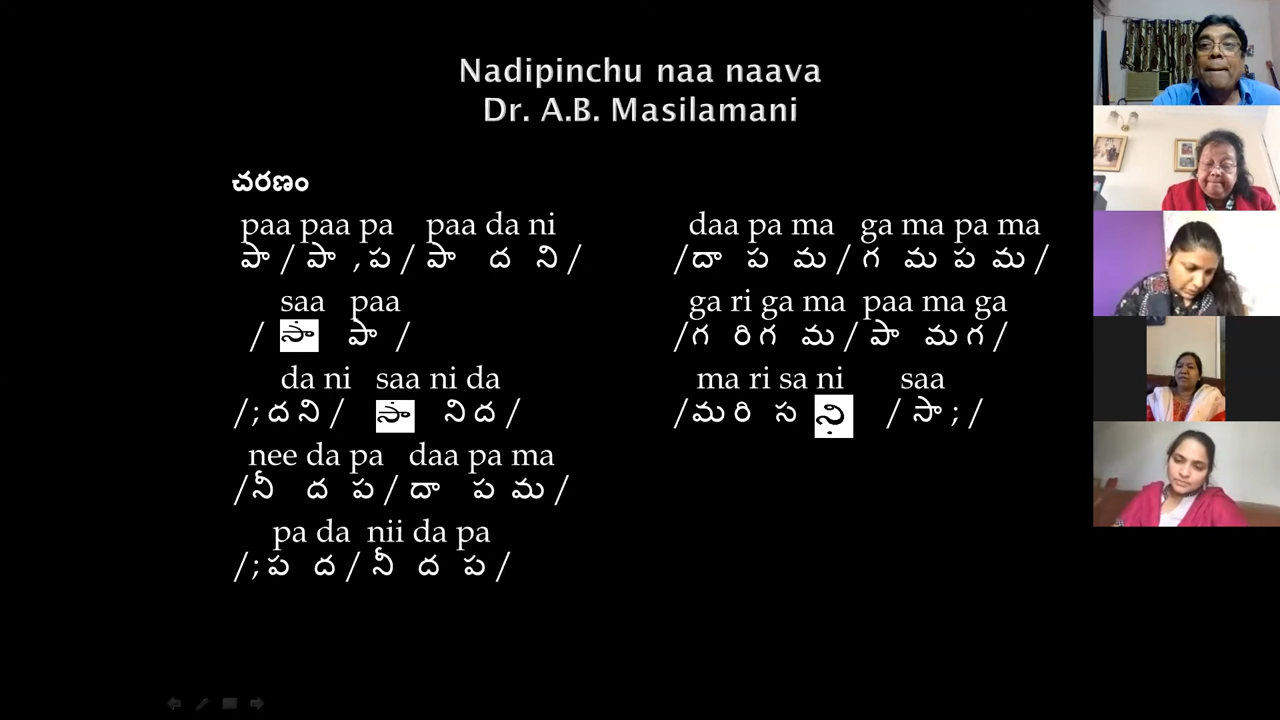 Nadipinchu naa naava
Dr. A.B. Masilamani
చరణం
paa paa pa paa da ni
పా / పా , ప / పా ద ని /
saa paa
/ సా పా /
da ni saa ni da
/ ; ద ని / సా ని ద /
nee da pa daa pa ma
/ నీ ద ప / దా ప మ /
pa da nii da pa
/ ; ప ద / నీ ద ప /
daa pa ma ga ma pa ma
/ దా ప మ / గ మ ప మ /
ga ri ga ma paa ma ga
/ గ రి గ మ / పా మ గ /
ma ri sa ni saa
/ మ రి స ని / సా ; /